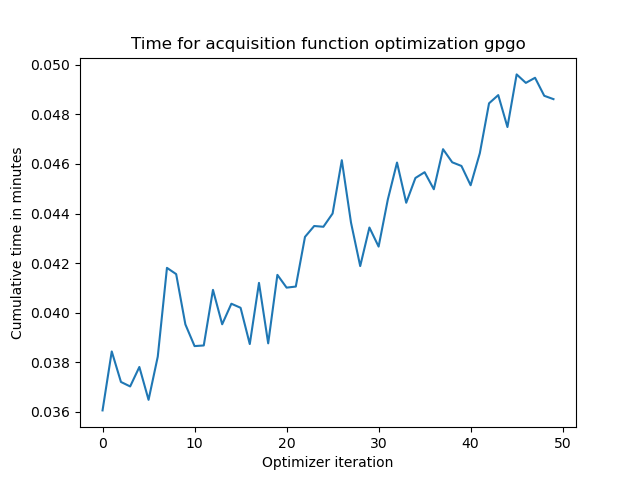 Time for acquisition function optimization gpgo
Cumulative time in minutes
0.050
0.048
0.046
0.044
0.042
0.040
0.038
0.036
0 10 20 30 40 50
Optimizer iteration